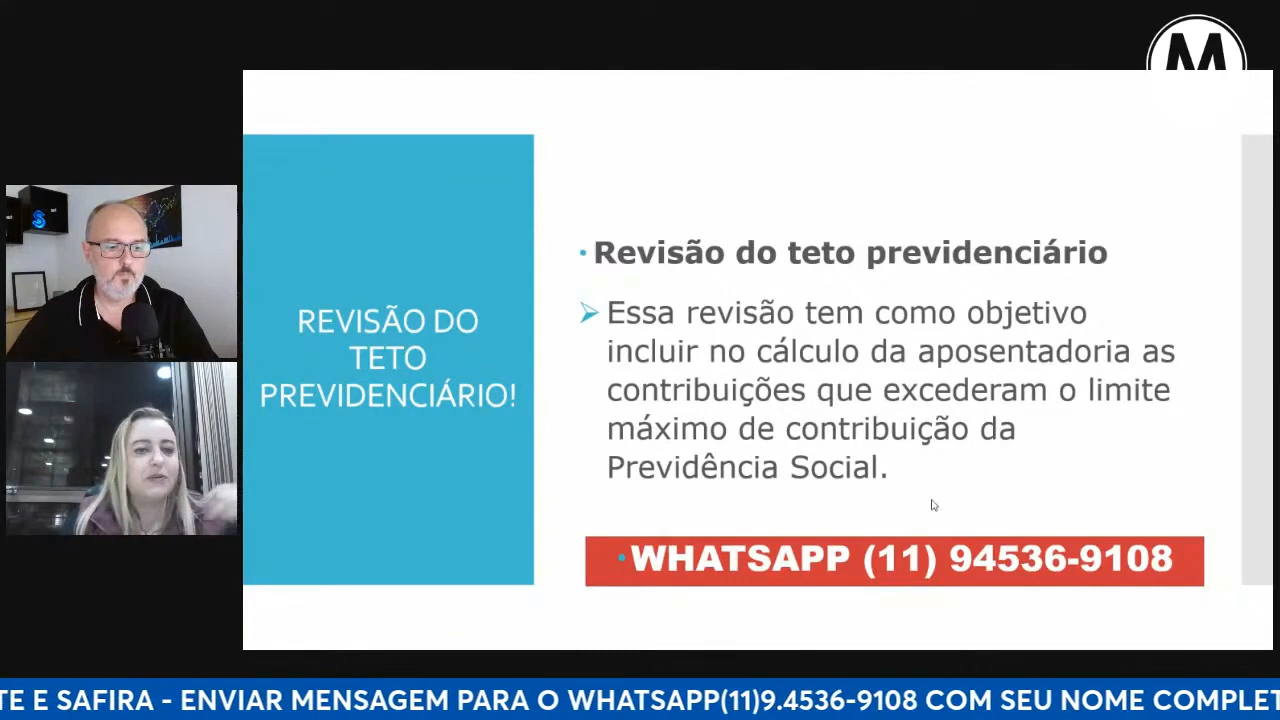 M
REVISÃO DO
TETO
PREVIDENCIÁRIO!
• Revisão do teto previdenciário
➢ Essa revisão tem como objetivo
incluir no cálculo da aposentadoria as
contribuições que excederam o limite
máximo de contribuição da
Previdência Social.
• WHATSAPP (11) 94536-9108
TE E SAFIRA - ENVIAR MENSAGEM PARA O WHATSAPP(11)9.4536-9108 COM SEU NOME COMPLET